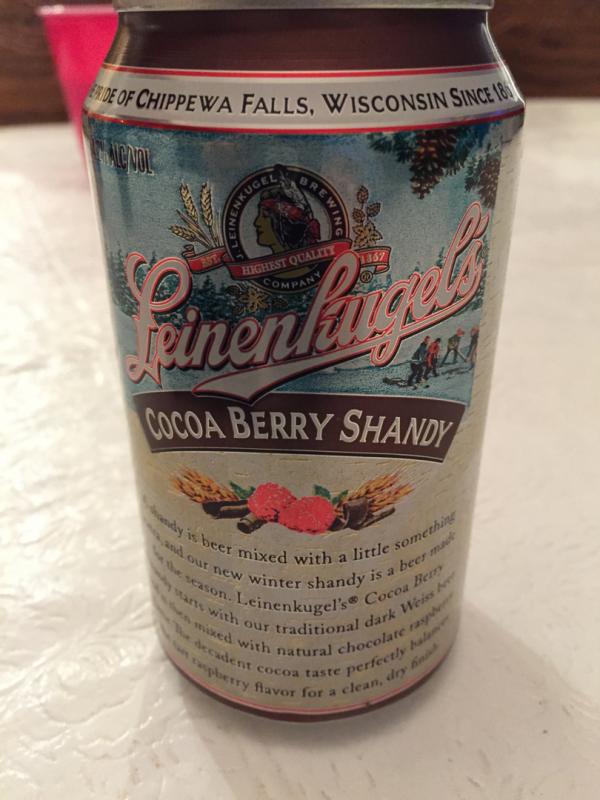 PRIDE OF CHIPPEWA FALLS, WISCONSIN SINCE 186
ALC/VOL
J LEINENKUGEL BREWING
EST. HIGHEST QUALITY 1867
COMPANY
Leinenkugel's
COCOA BERRY SHANDY
shandy is beer mixed with a little something
and our new winter shandy is a beer made
for the season. Leinenkugel's® Cocoa Berry
starts with our traditional dark Weiss beer
then mixed with natural chocolate raspberry
The decadent cocoa taste perfectly balances
tart raspberry flavor for a clean, dry finish.